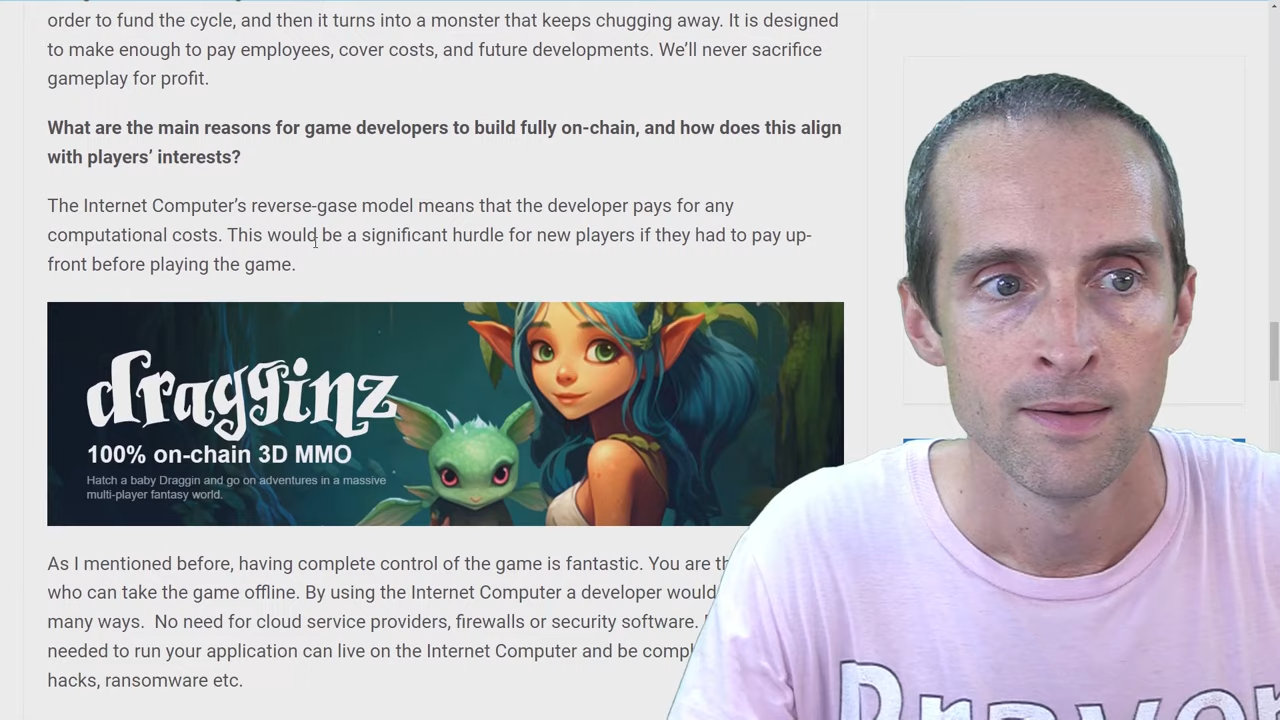 order to fund the cycle, and then it turns into a monster that keeps chugging away. It is designed
to make enough to pay employees, cover costs, and future developments. We’ll never sacrifice
gameplay for profit.
What are the main reasons for game developers to build fully on-chain, and how does this align
with players’ interests?
The Internet Computer’s reverse-gase model means that the developer pays for any
computational costs. This would be a significant hurdle for new players if they had to pay up-
front before playing the game.
dragginz
100% on-chain 3D MMO
Hatch a baby Draggin and go on adventures in a massive
multi-player fantasy world.
As I mentioned before, having complete control of the game is fantastic. You are th
who can take the game offline. By using the Internet Computer a developer would
many ways. No need for cloud service providers, firewalls or security software.
needed to run your application can live on the Internet Computer and be compl
hacks, ransomware etc.